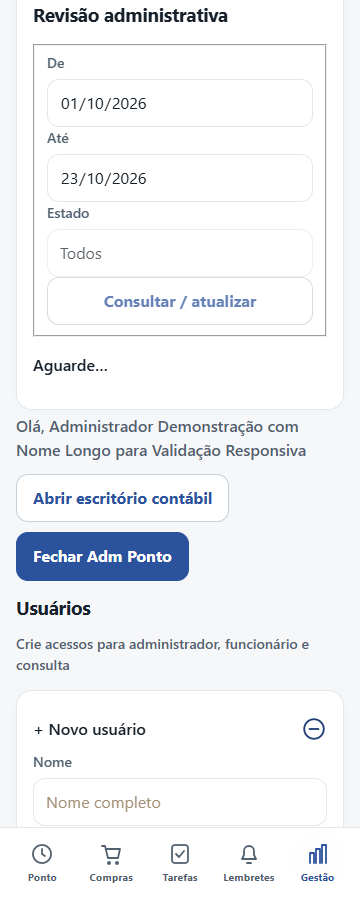 Revisão administrativa
De
01/10/2026
Até
23/10/2026
Estado
Todos
Consultar / atualizar
Aguarde...
Olá, Administrador Demonstração com
Nome Longo para Validação Responsiva
Abrir escritório contábil
Fechar Adm Ponto
Usuários
Crie acessos para administrador, funcionário e
consulta
+ Novo usuário
Nome
Nome completo
Ponto
Compras
Tarefas
Lembretes
Gestão